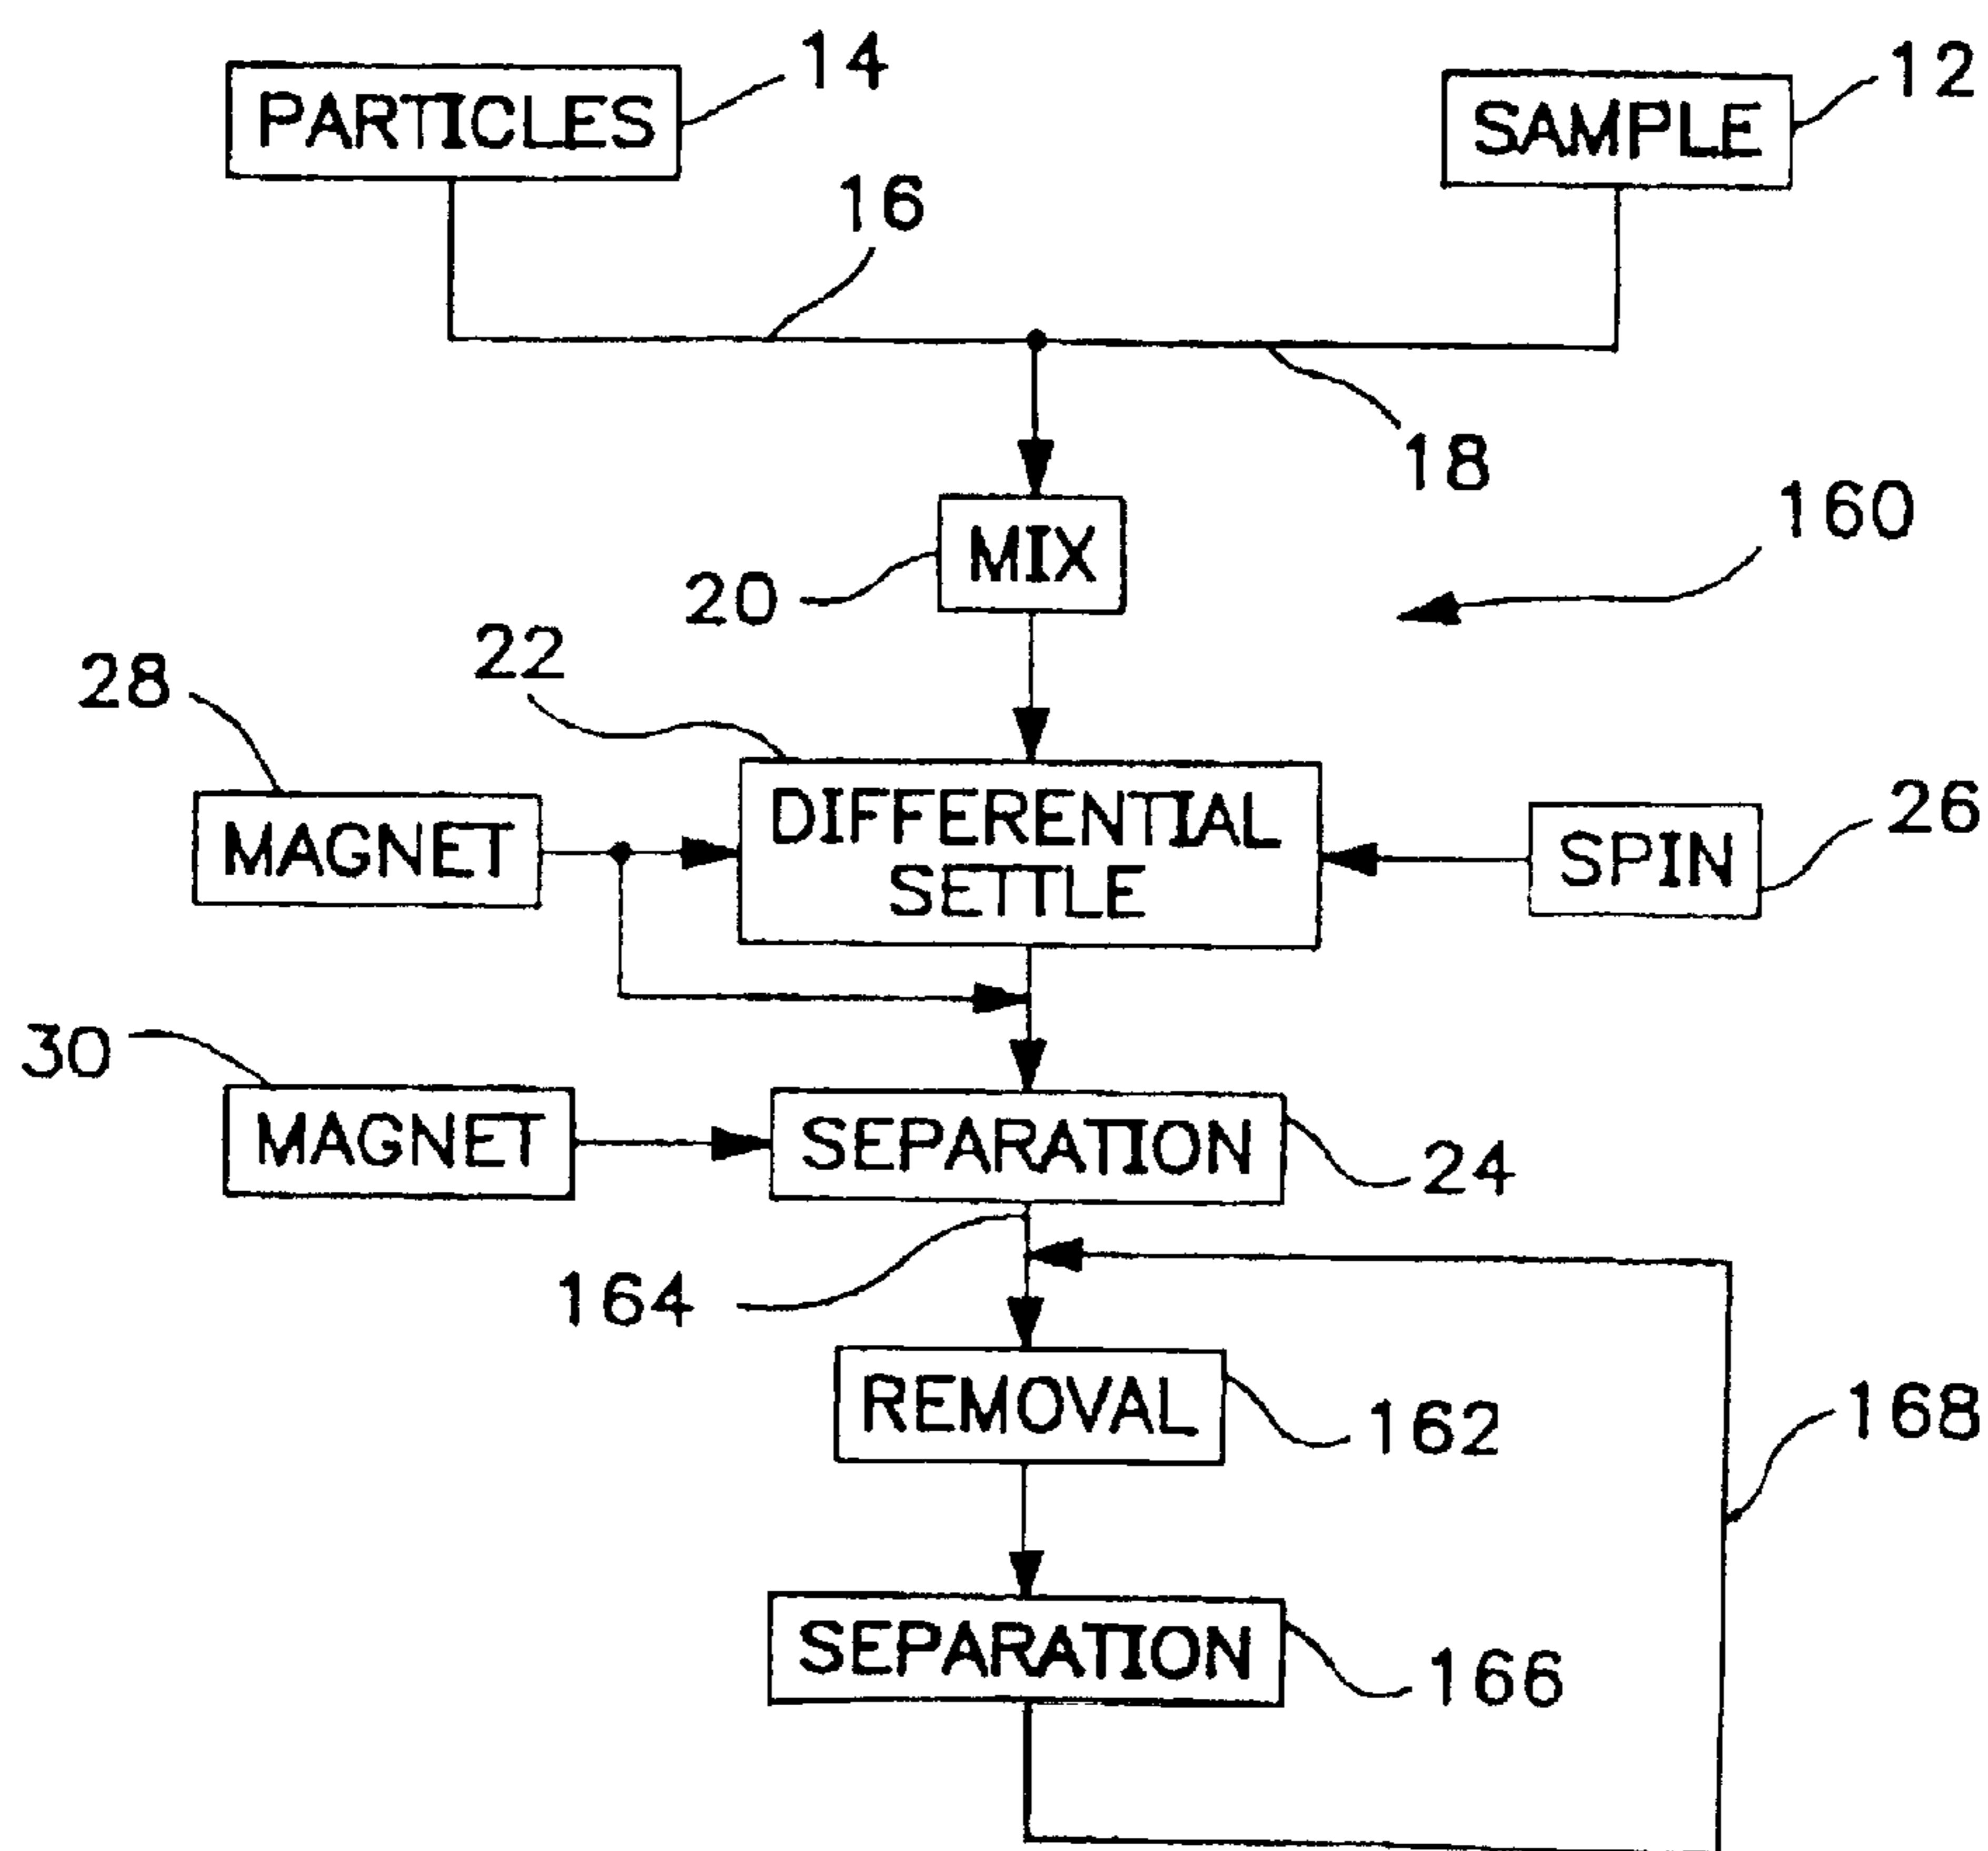 PARTICLES
14
SAMPLE
12
16
18
MIX
20
160
22
28
MAGNET
DIFFERENTIAL
SETTLE
SPIN
26
30
MAGNET
SEPARATION
24
164
REMOVAL
162
168
SEPARATION
166